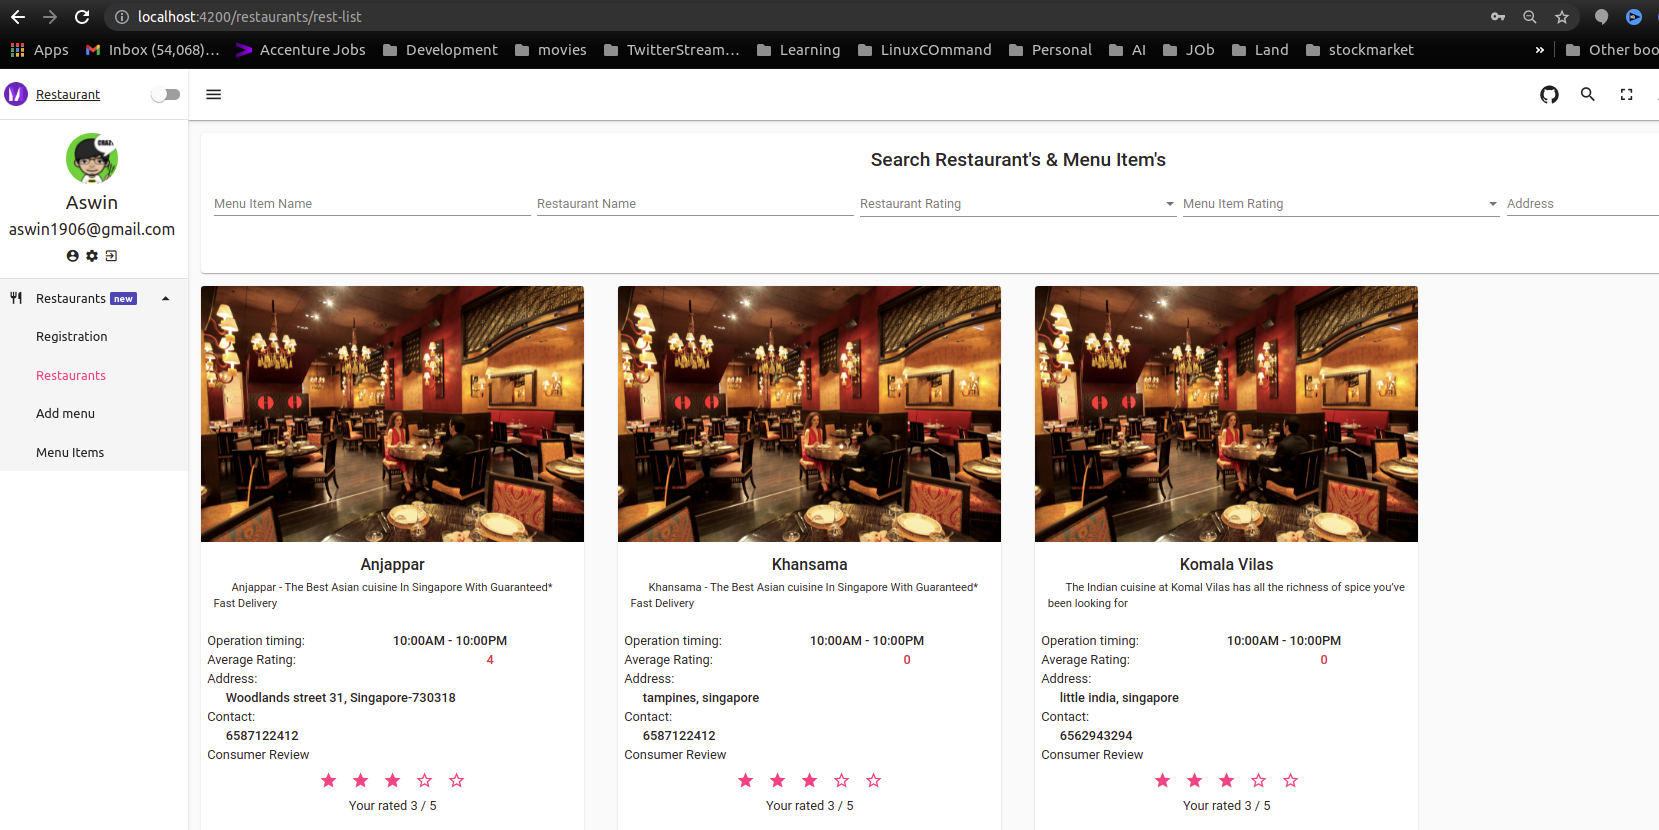 localhost:4200/restaurants/rest-list
Apps Inbox (54,068)... Accenture Jobs Development movies TwitterStream... Learning LinuxCOmmand Personal AI JOb Land stockmarket » Other boo
Restaurant
CRAZ
Aswin
aswin1906@gmail.com
Restaurants new
Registration
Restaurants
Add menu
Menu Items
Search Restaurant's & Menu Item's
Menu Item Name Restaurant Name Restaurant Rating Menu Item Rating Address
Anjappar
Anjappar - The Best Asian cuisine In Singapore With Guaranteed*
Fast Delivery
Operation timing: 10:00AM - 10:00PM
Average Rating: 4
Address:
Woodlands street 31, Singapore-730318
Contact:
6587122412
Consumer Review
Your rated 3 / 5
Khansama
Khansama - The Best Asian cuisine In Singapore With Guaranteed*
Fast Delivery
Operation timing: 10:00AM - 10:00PM
Average Rating: 0
Address:
tampines, singapore
Contact:
6587122412
Consumer Review
Your rated 3 / 5
Komala Vilas
The Indian cuisine at Komal Vilas has all the richness of spice you've
been looking for
Operation timing: 10:00AM - 10:00PM
Average Rating: 0
Address:
little india, singapore
Contact:
6562943294
Consumer Review
Your rated 3 / 5